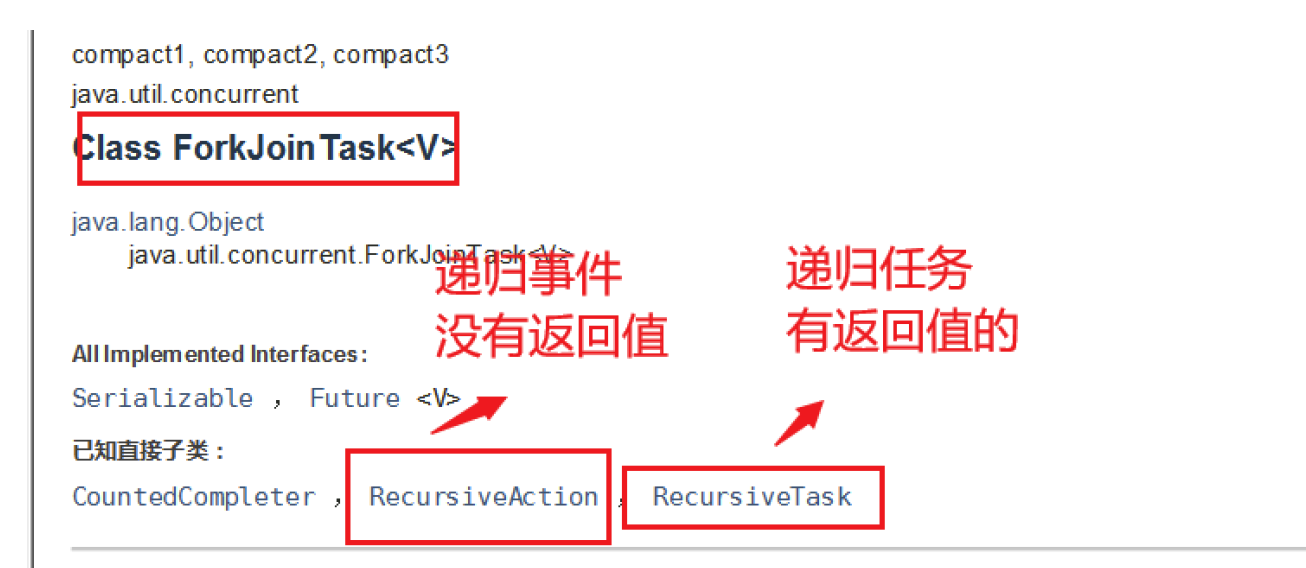 compact1, compact2, compact3
java.util.concurrent
Class ForkJoinTask<V>
java.lang.Object
java.util.concurrent.ForkJoinTask<V>
递归事件
没有返回值
递归任务
有返回值的
All Implemented Interfaces:
Serializable , Future <V>
已知直接子类：
CountedCompleter , RecursiveAction , RecursiveTask